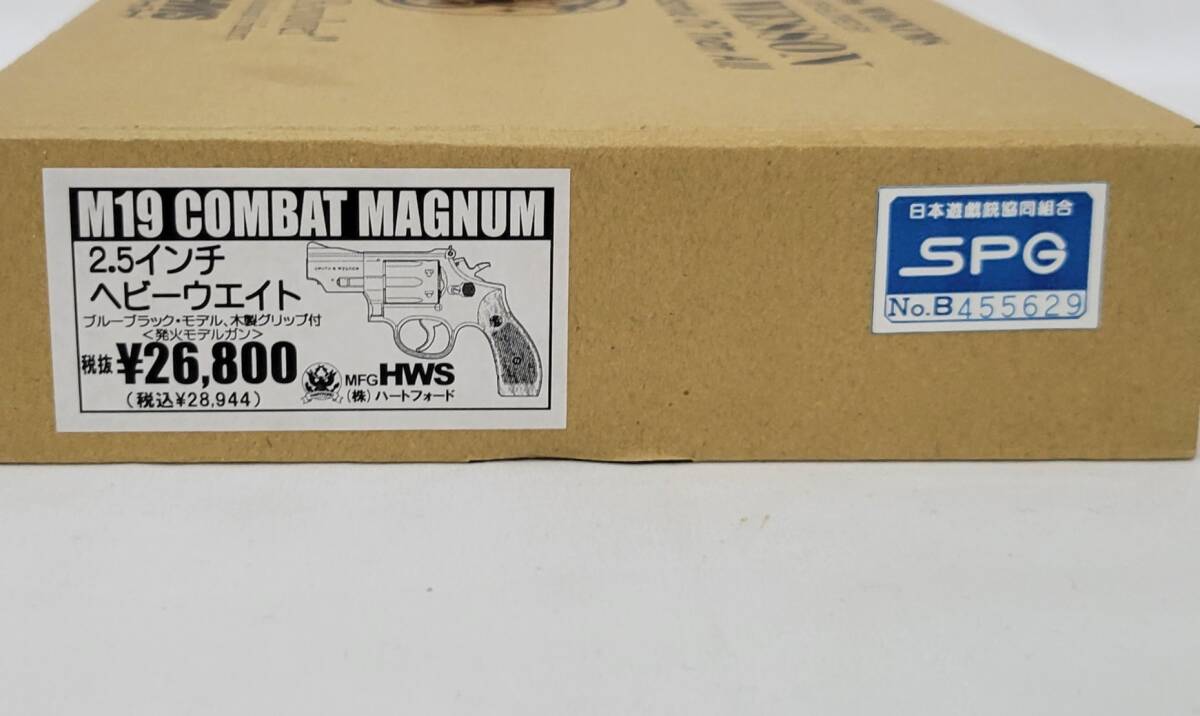 WESSON
M19 COMBAT MAGNUM
2.5インチ
ヘビーウエイト
ブルーブラック・モデル、木製グリップ付
<発火モデルガン>
税抜 ¥26,800
(税込¥28,944)
SMITH & WESSON
MFG HWS
(株) ハートフォード
日本遊戯銃協同組合
SPG
No.B455629